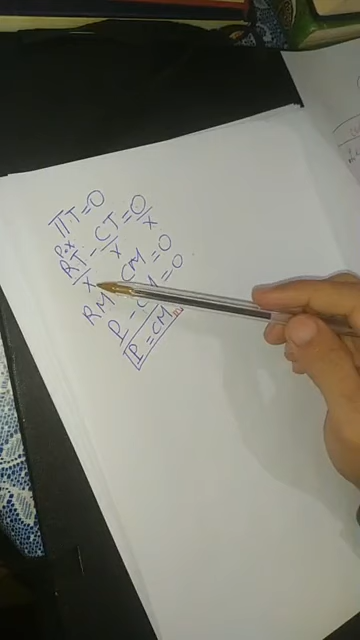 ΠT=0
P.X
RT/X - CT/X = 0/X
RM - CM=0
P - CM=0
P=CM